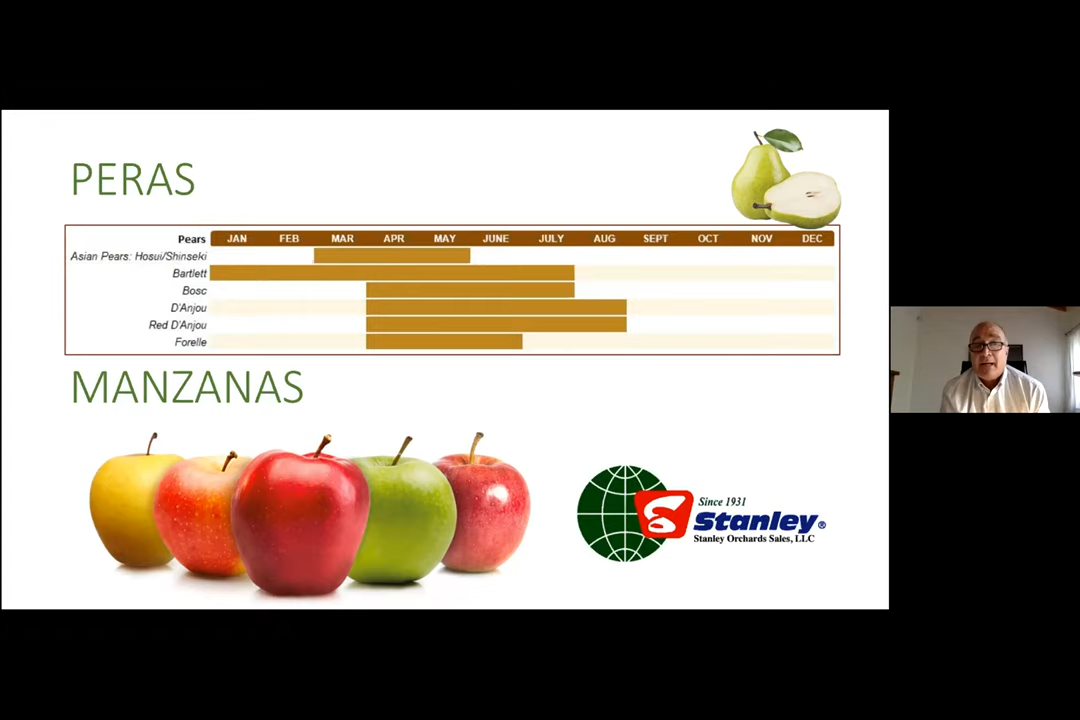 PERAS
Pears JAN FEB MAR APR MAY JUNE JULY AUG SEPT OCT NOV DEC
Asian Pears: Hosui/Shinseki
Bartlett
Bosc
D'Anjou
Red D'Anjou
Forelle
MANZANAS
Since 1931
Stanley®
Stanley Orchards Sales, LLC